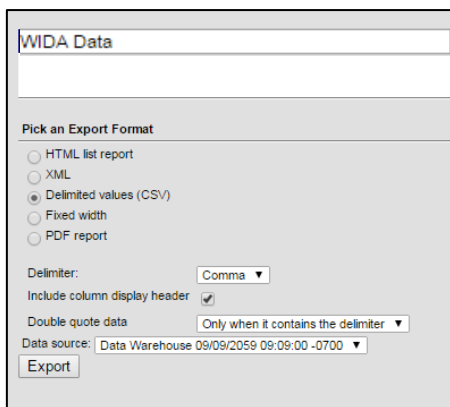 WIDA Data
Pick an Export Format
HTML list report
XML
Delimited values (CSV)
Fixed width
PDF report
Delimiter: Comma
Include column display header
Double quote data Only when it contains the delimiter
Data source: Data Warehouse 09/09/2059 09:09:00 -0700
Export